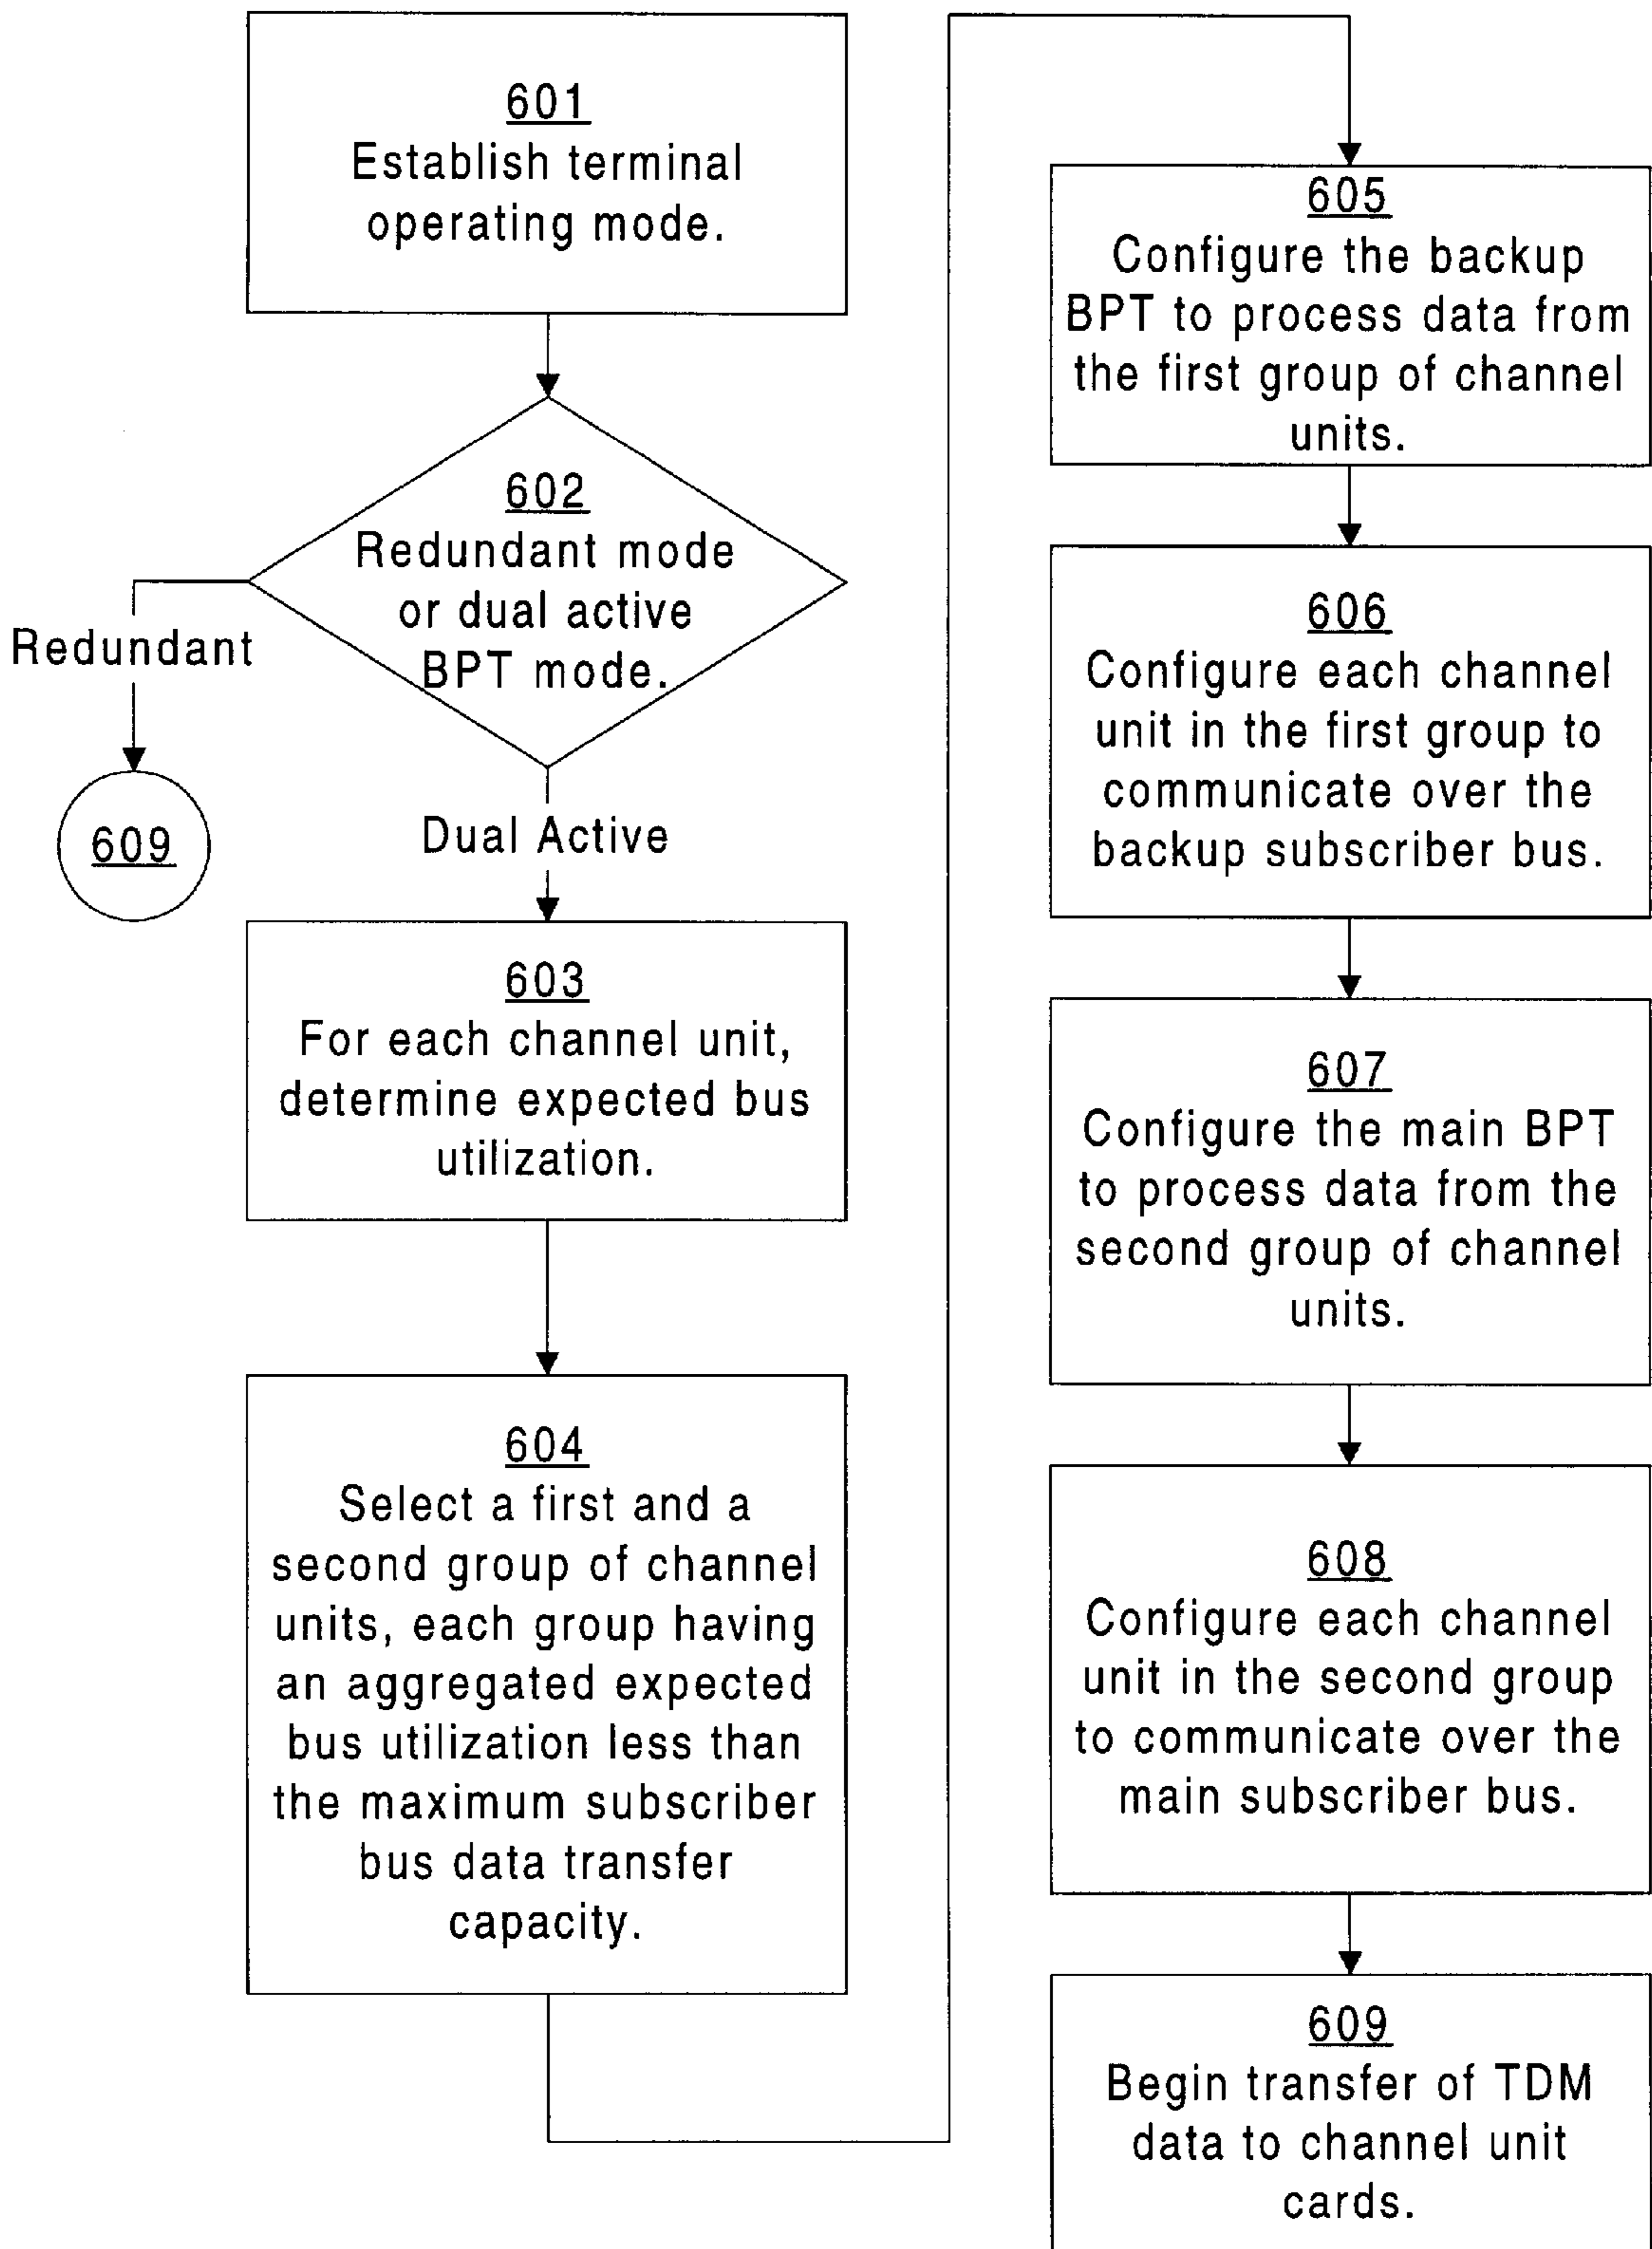 601
Establish terminal
operating mode.
602
Redundant mode
or dual active
BPT mode.
Redundant
609
Dual Active
603
For each channel unit,
determine expected bus
utilization.
604
Select a first and a
second group of channel
units, each group having
an aggregated expected
bus utilization less than
the maximum subscriber
bus data transfer
capacity.
605
Configure the backup
BPT to process data from
the first group of channel
units.
606
Configure each channel
unit in the first group to
communicate over the
backup subscriber bus.
607
Configure the main BPT
to process data from the
second group of channel
units.
608
Configure each channel
unit in the second group
to communicate over the
main subscriber bus.
609
Begin transfer of TDM
data to channel unit
cards.